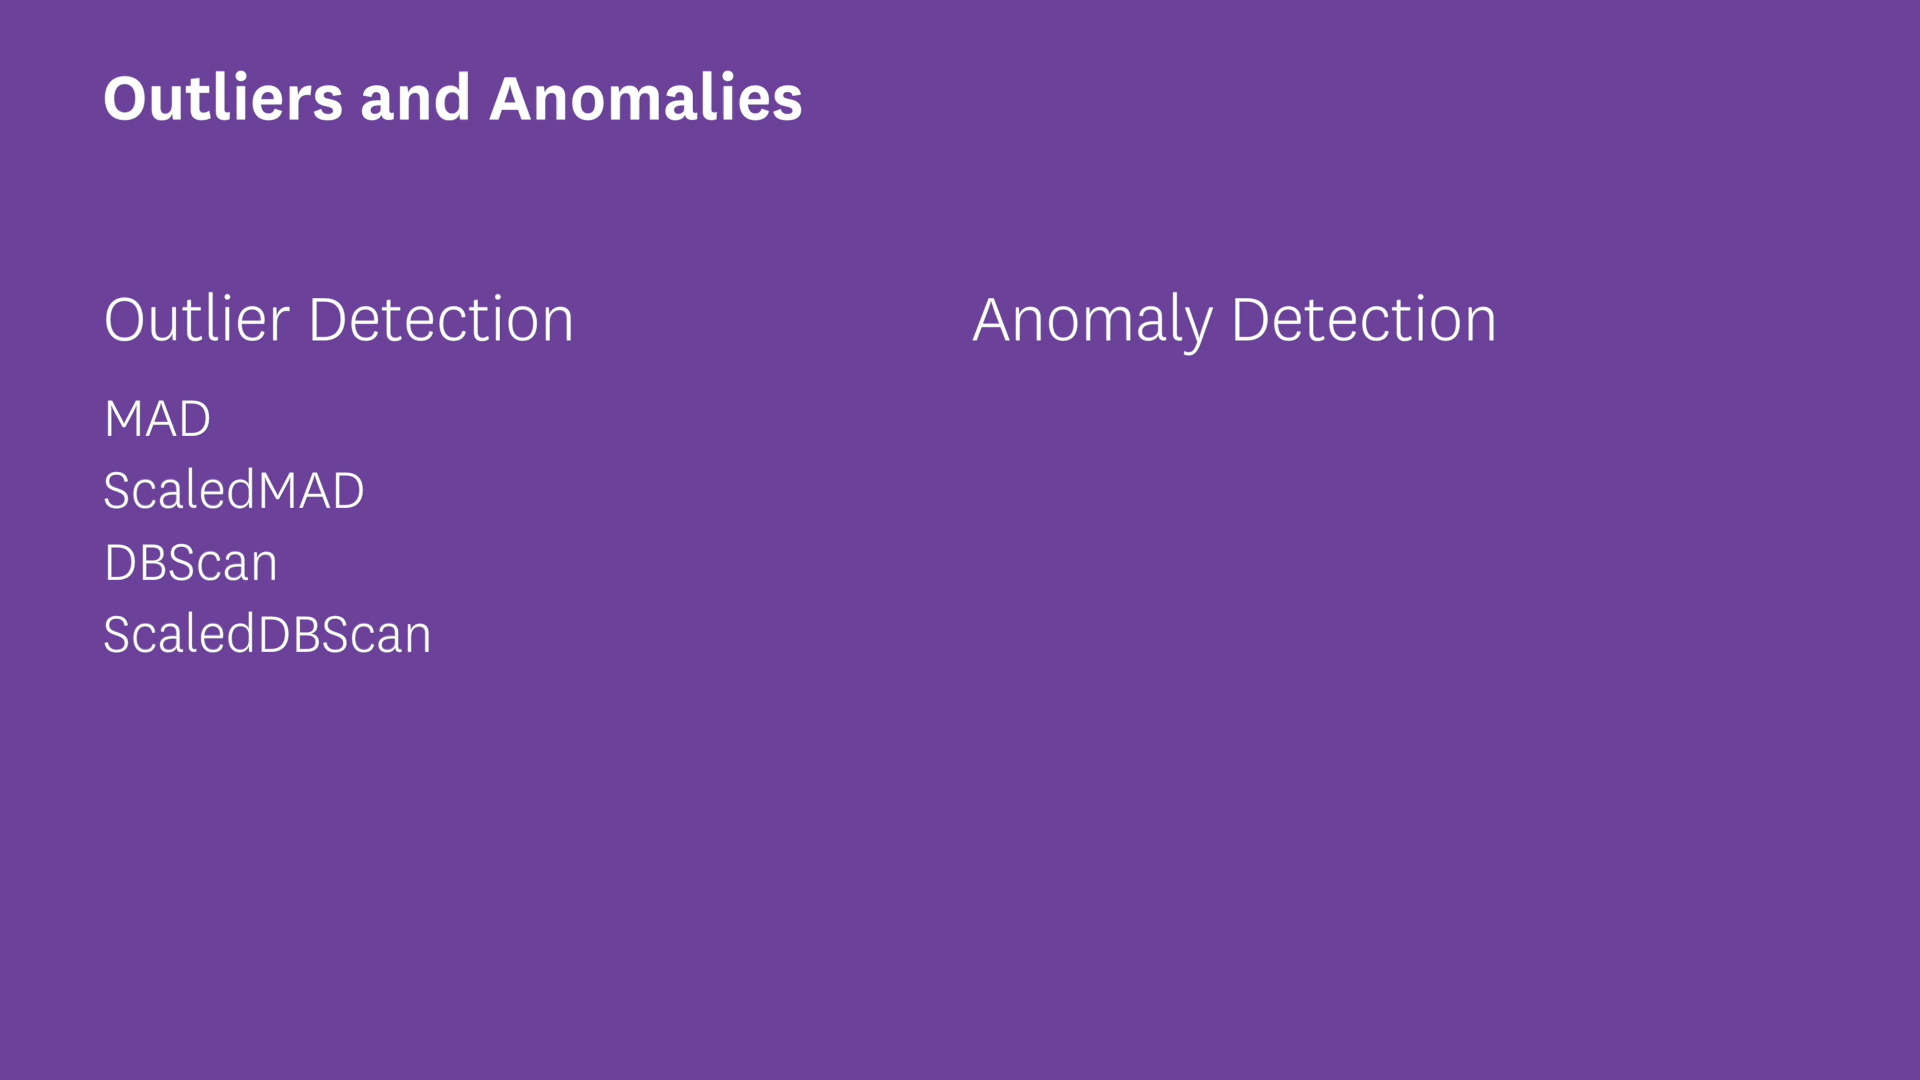 Outliers and Anomalies
Outlier Detection
MAD
ScaledMAD
DBScan
ScaledDBScan
Anomaly Detection